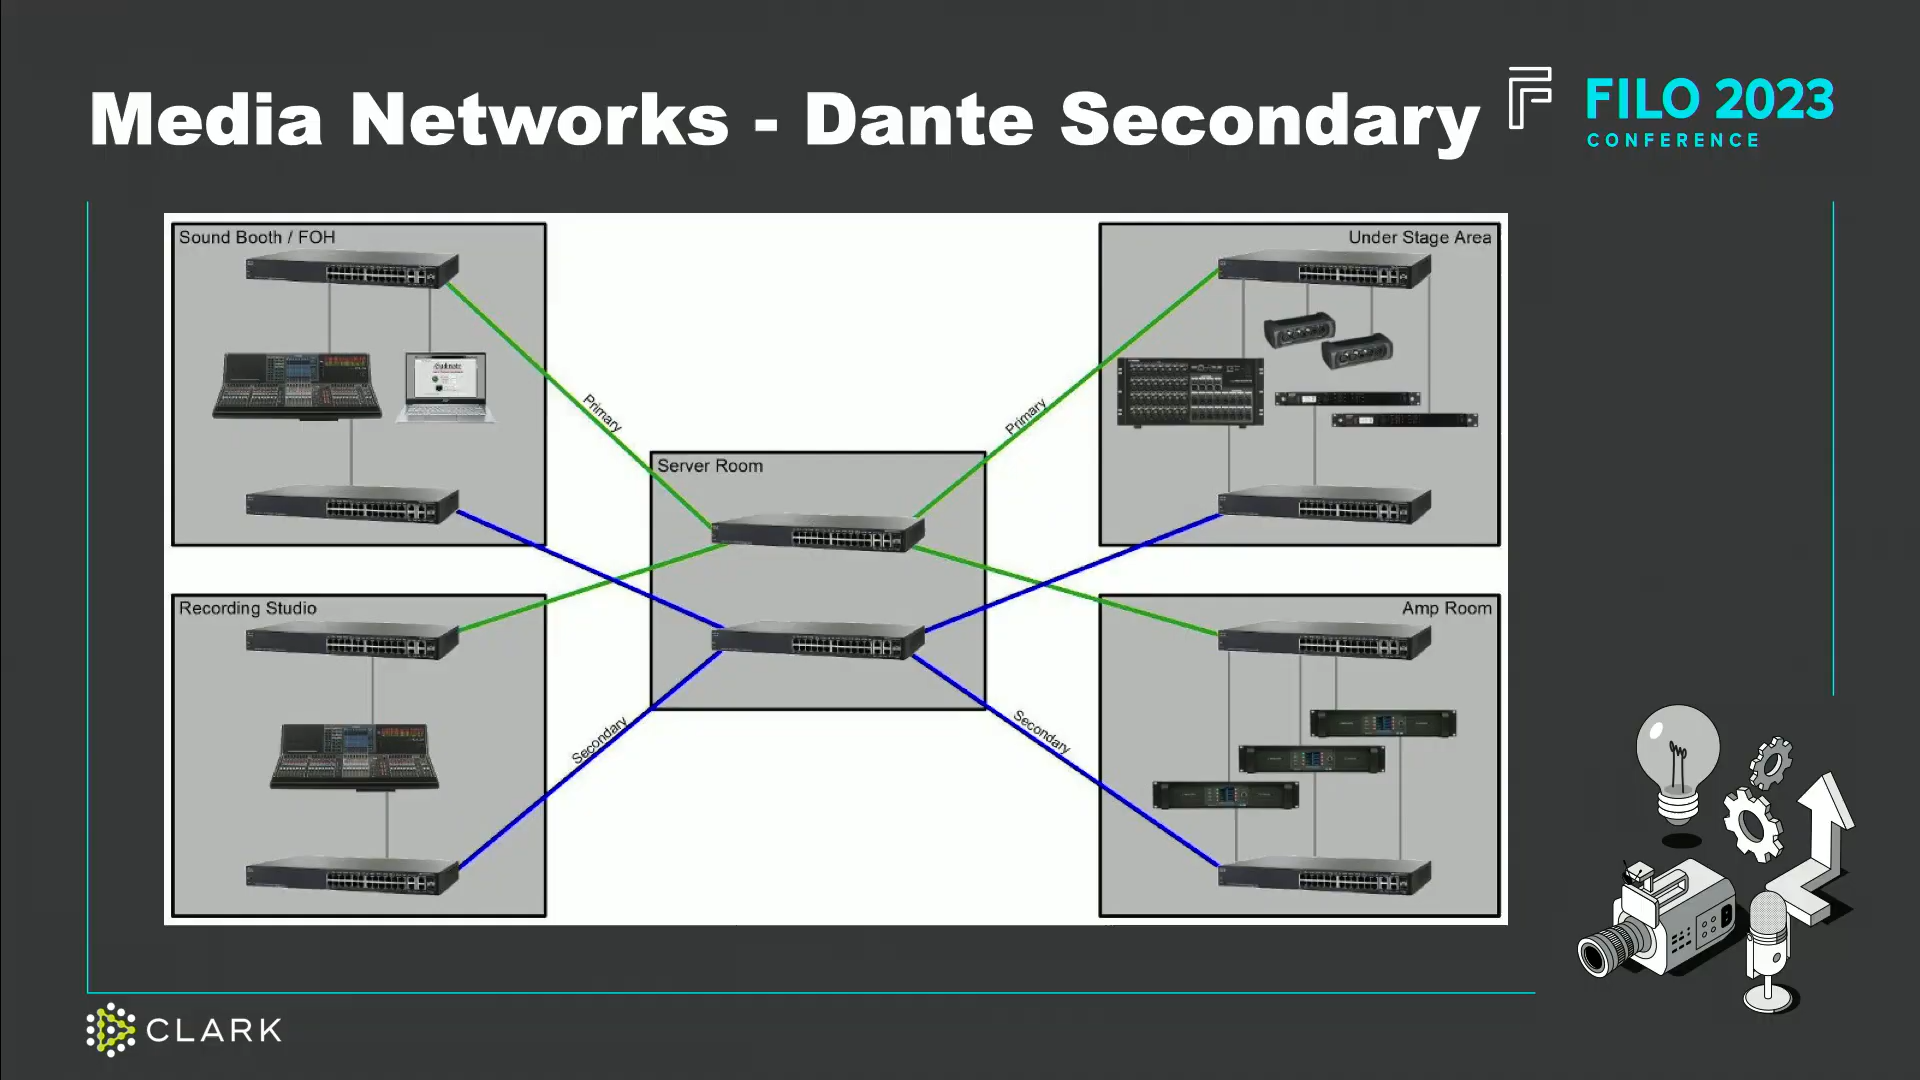 Media Networks - Dante Secondary
FILO 2023
CONFERENCE
Sound Booth / FOH
Under Stage Area
Primary
Primary
Server Room
Recording Studio
Amp Room
Secondary
Secondary
CLARK